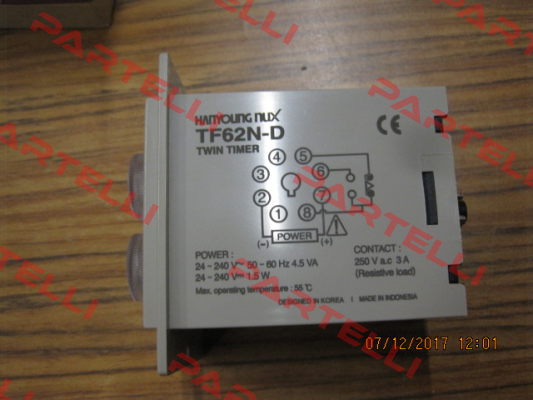 HANYOUNG NUX
TF62N-D
TWIN TIMER
CE
4 5
3 6
2 7
1 8
POWER
(-) (+)
POWER :
24 - 240 V~ 50 - 60 Hz 4.5 VA
24 - 240 V⎓ 1.5 W
Max. operating temperature : 55 ℃
CONTACT :
250 V a.c 3 A
(Resistive load)
DESIGNED IN KOREA | MADE IN INDONESIA
07/12/2017 12:01
PARTELLI
PARTELLI
PARTELLI
PARTELLI
PARTELLI
PARTELLI